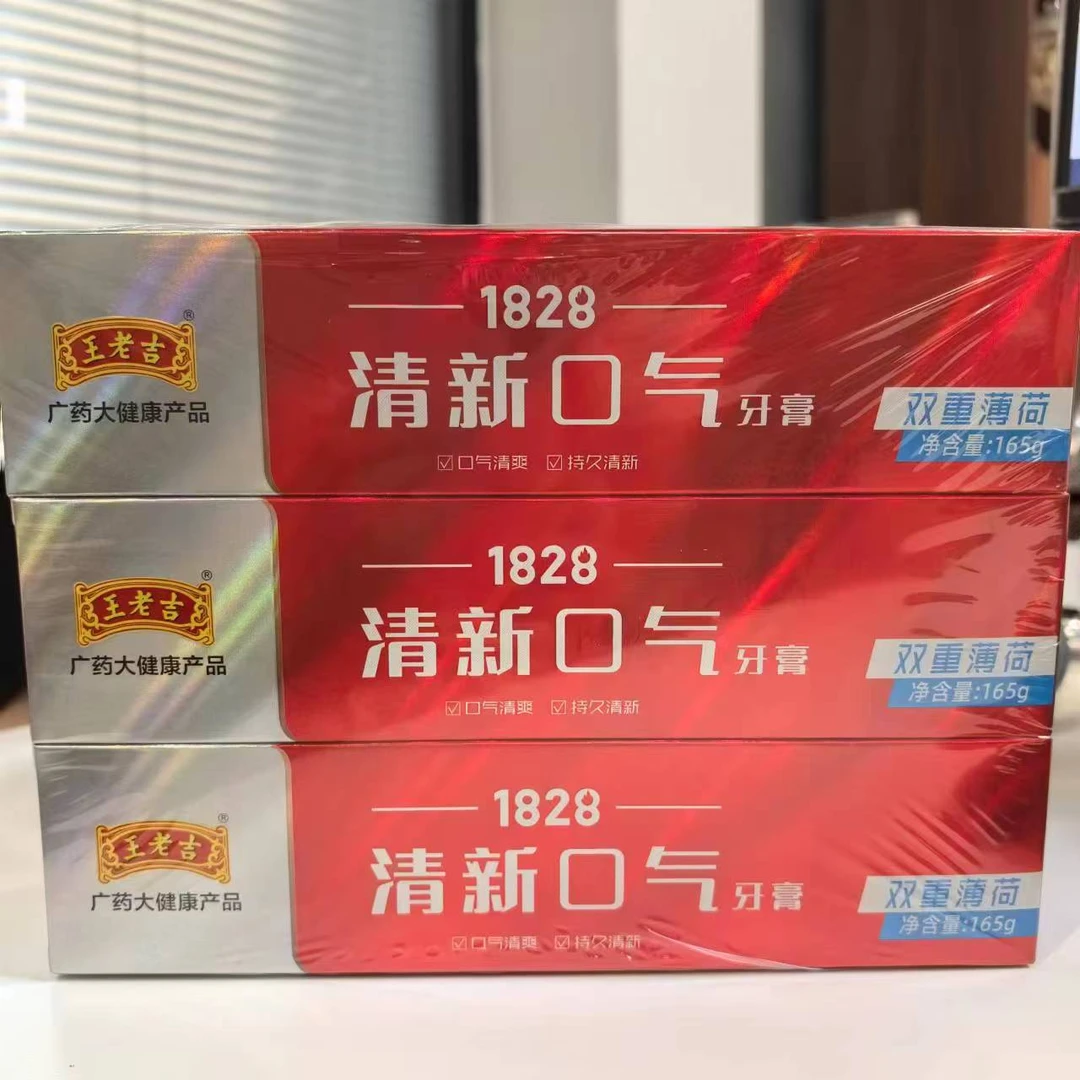 王老吉®
广药大健康产品
1828
清新口气 牙膏
☑口气清爽 ☑持久清新
双重薄荷
净含量:165g
王老吉®
广药大健康产品
1828
清新口气 牙膏
☑口气清爽 ☑持久清新
双重薄荷
净含量:165g
王老吉®
广药大健康产品
1828
清新口气 牙膏
☑口气清爽 ☑持久清新
双重薄荷
净含量:165g